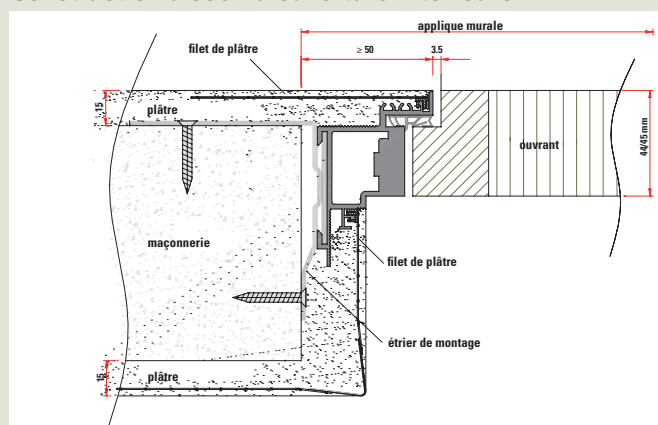 applique murale
filet de plâtre
≥ 50
3.5
15
plâtre
ouvrant
44/45mm
maçonnerie
filet de plâtre
étrier de montage
plâtre
15